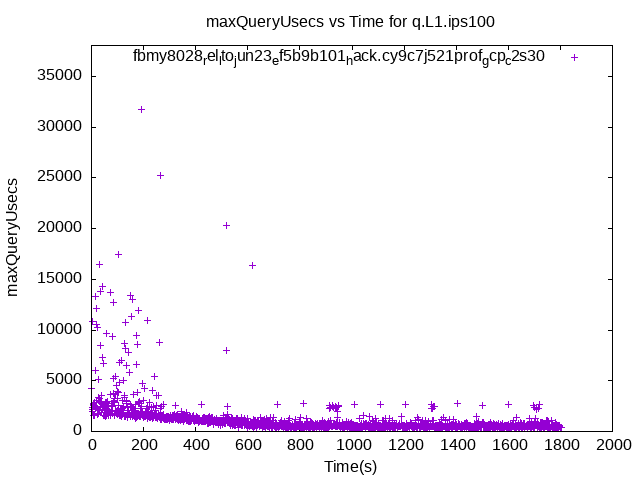 maxQueryUsecs vs Time for q.L1.ips100
fbmy8028relltojun23ef5b9b101hack.cy9c7j521profgcpc2s30
35000
30000
25000
20000
15000
10000
5000
0
maxQueryUsecs
0 200 400 600 800 1000 1200 1400 1600 1800 2000
Time(s)